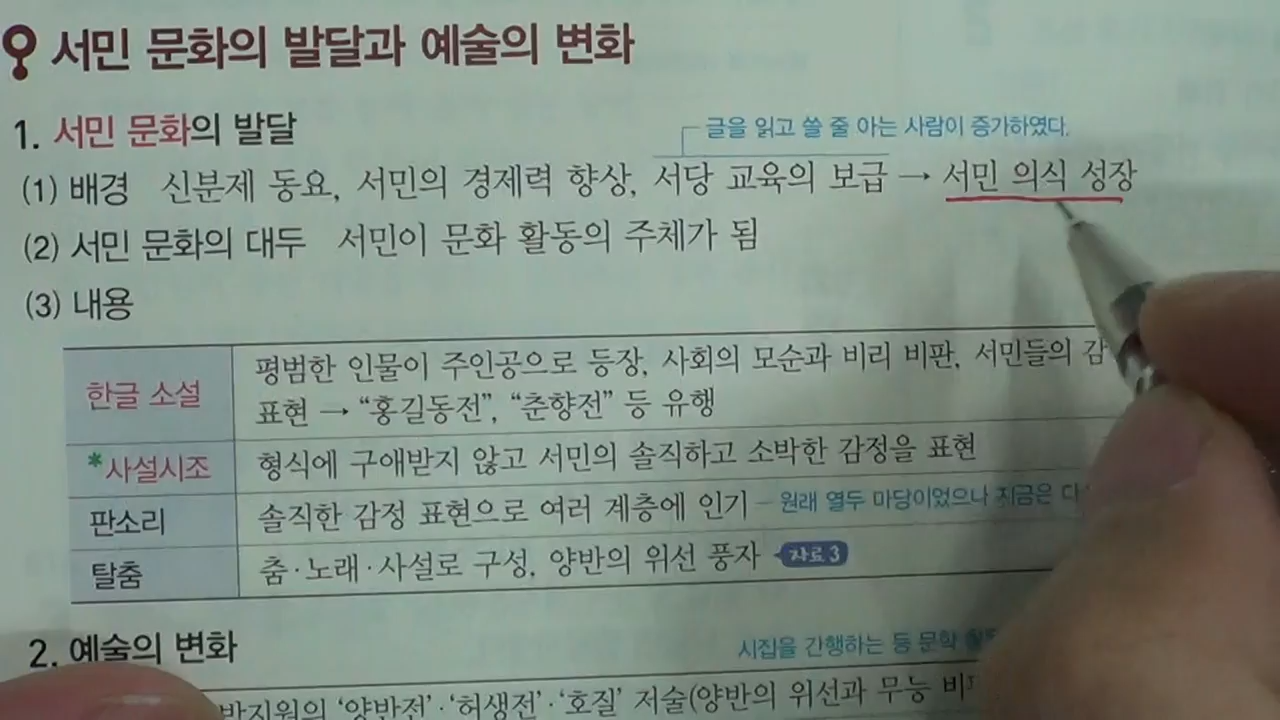 서민 문화의 발달과 예술의 변화
1. 서민 문화의 발달
글을 읽고 쓸 줄 아는 사람이 증가하였다.
(1) 배경 신분제 동요, 서민의 경제력 향상, 서당 교육의 보급 → 서민 의식 성장
(2) 서민 문화의 대두 서민이 문화 활동의 주체가 됨
(3) 내용
한글 소설
평범한 인물이 주인공으로 등장, 사회의 모순과 비리 비판, 서민들의 감
표현 → “홍길동전”, “춘향전” 등 유행
*사설시조
형식에 구애받지 않고 서민의 솔직하고 소박한 감정을 표현
판소리
솔직한 감정 표현으로 여러 계층에 인기 – 원래 열두 마당이었으나 지금은
탈춤
춤·노래·사설로 구성, 양반의 위선 풍자 자료 3
2. 예술의 변화
시집을 간행하는 등 문학
박지원의 ‘양반전’·‘허생전’·‘호질’ 저술(양반의 위선과 무능